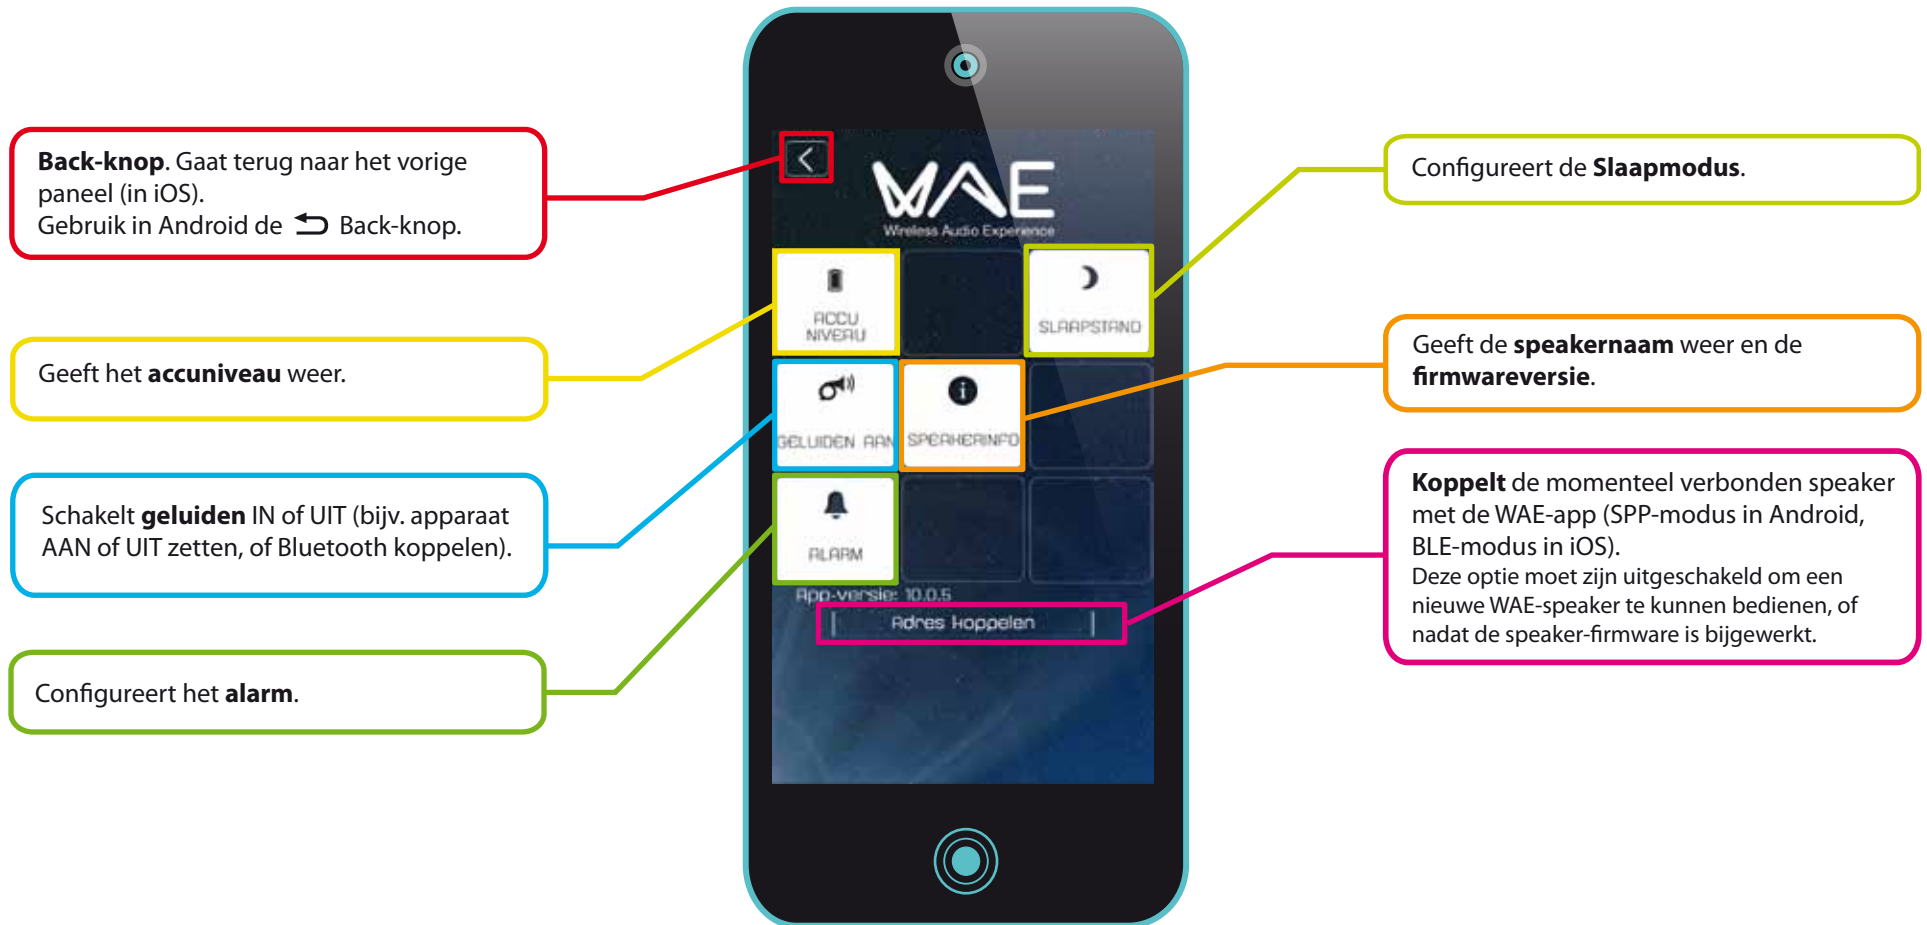 Back-knop. Gaat terug naar het vorige
paneel (in iOS).
Gebruik in Android de Back-knop.
Geeft het accuniveau weer.
Schakelt geluiden IN of UIT (bijv. apparaat
AAN of UIT zetten, of Bluetooth koppelen).
Configureert het alarm.
WAE
Wireless Audio Experience
ACCU
NIVEAU
SLAAPSTAND
GELUIDEN AAN
SPEAKERINFO
ALARM
App-versie: 10.0.5
Adres koppelen
Configureert de Slaapmodus.
Geeft de speakernaam weer en de
firmwareversie.
Koppelt de momenteel verbonden speaker
met de WAE-app (SPP-modus in Android,
BLE-modus in iOS).
Deze optie moet zijn uitgeschakeld om een
nieuwe WAE-speaker te kunnen bedienen, of
nadat de speaker-firmware is bijgewerkt.